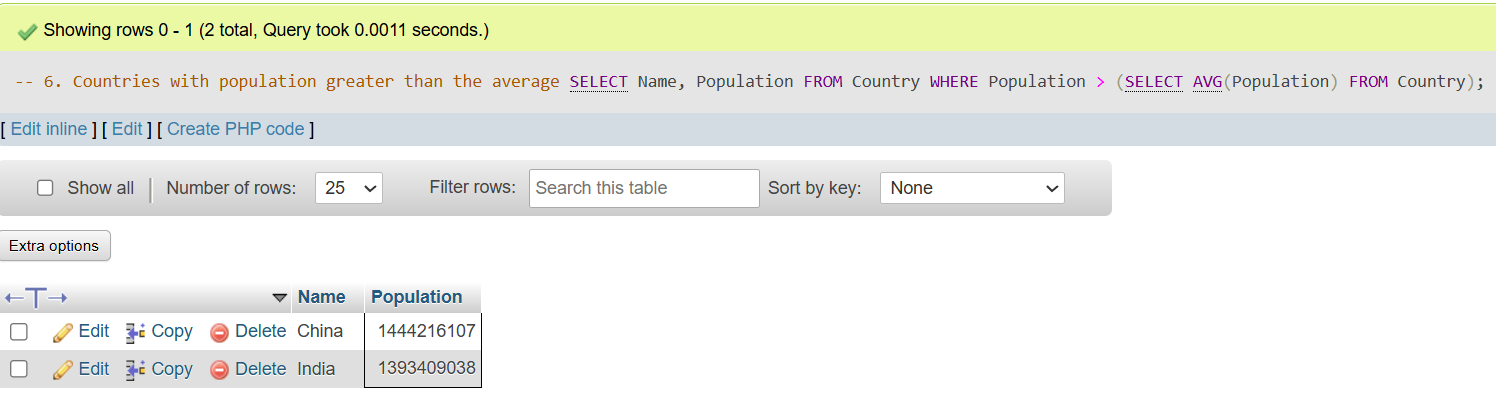 Showing rows 0 - 1 (2 total, Query took 0.0011 seconds.)
-- 6. Countries with population greater than the average SELECT Name, Population FROM Country WHERE Population > (SELECT AVG(Population) FROM Country);
[ Edit inline ] [ Edit ] [ Create PHP code ]
Show all Number of rows: 25 Filter rows: Search this table Sort by key: None
Extra options
←T→ Name Population
Edit Copy Delete China 1444216107
Edit Copy Delete India 1393409038